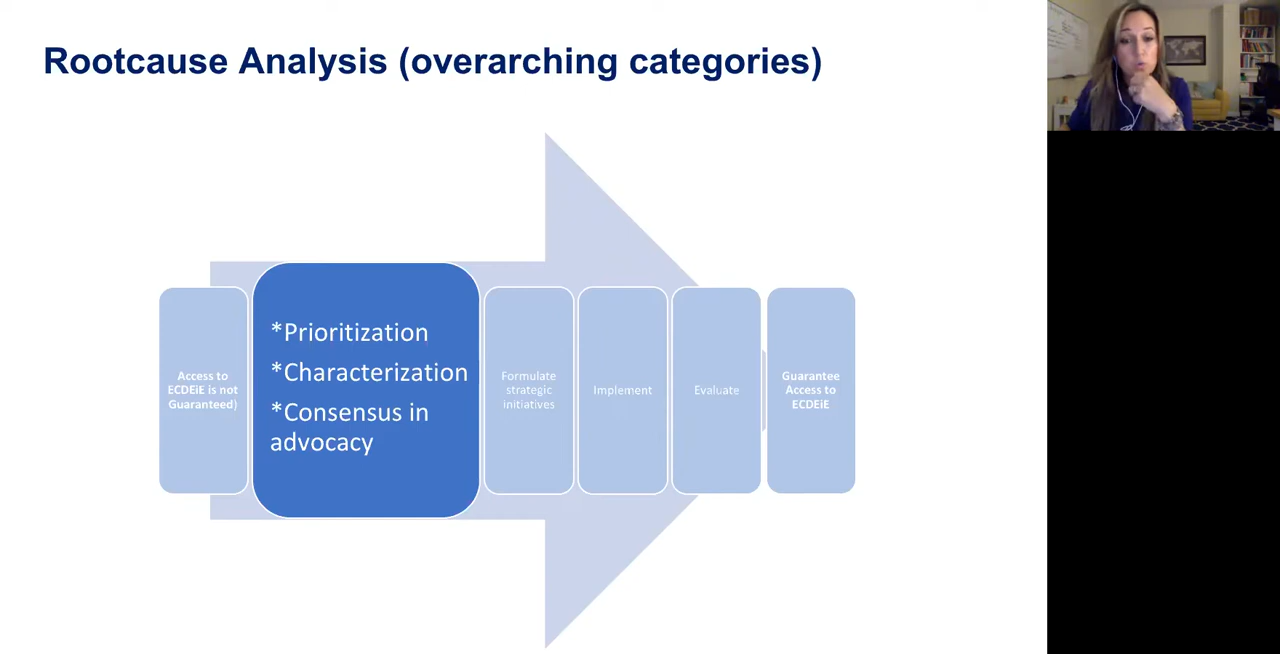 Rootcause Analysis (overarching categories)
Access to
ECDEiE is not
Guaranteed)
*Prioritization
*Characterization
*Consensus in
advocacy
Formulate
strategic
initiatives
Implement
Evaluate
Guarantee
Access to
ECDEiE